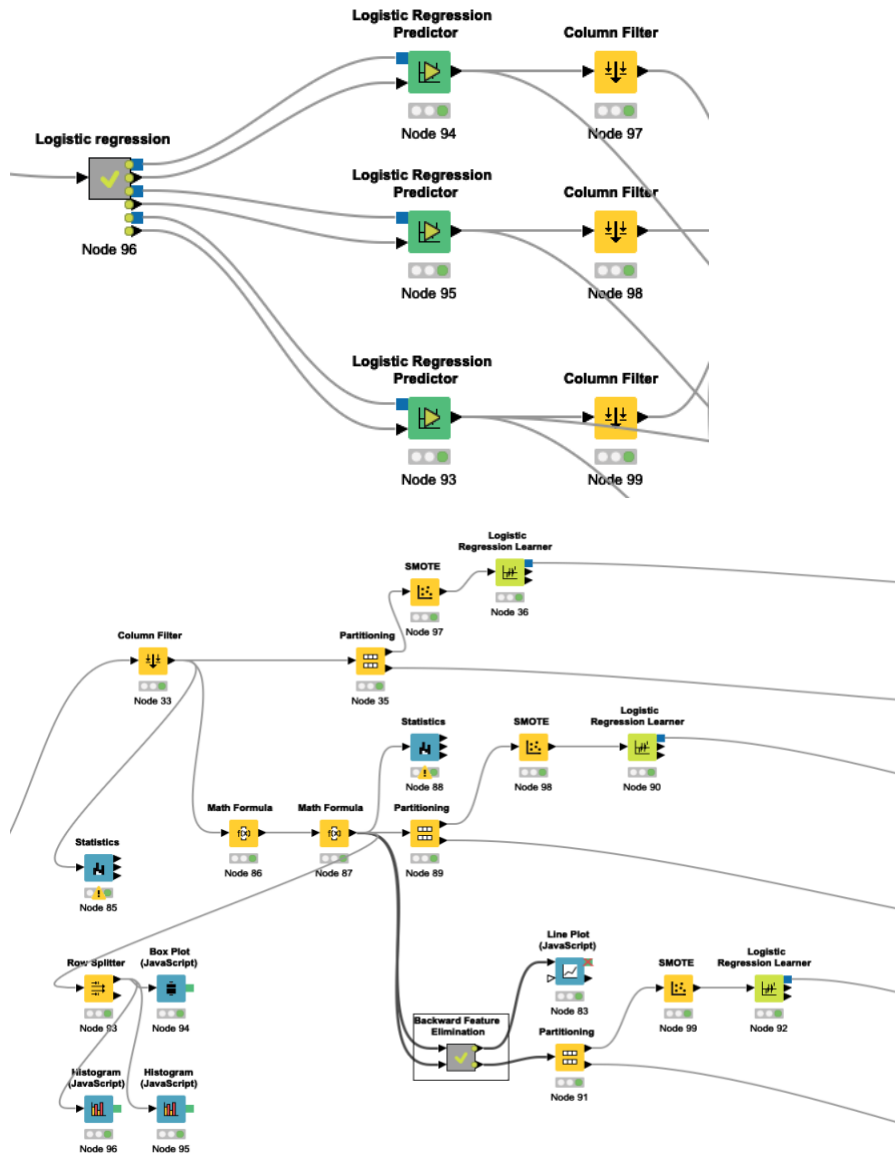 Logistic Regression
Predictor
Column Filter
Node 94
Node 97
Logistic regression
Node 96
Logistic Regression
Predictor
Column Filter
Node 95
Node 98
Logistic Regression
Predictor
Column Filter
Node 93
Node 99
Logistic
Regression Learner
SMOTE
Node 36
Node 97
Column Filter
Partitioning
Node 33
Node 35
Logistic
Regression Learner
Statistics
SMOTE
Node 88
Node 98
Node 90
Math Formula
Math Formula
Partitioning
f(x)
f(x)
Node 86
Node 87
Node 89
Statistics
Node 85
Line Plot
(JavaScript)
Row Splitter
Box Plot
(JavaScript)
SMOTE
Logistic
Regression Learner
Node 93
Node 94
Node 83
Node 99
Node 92
Backward Feature
Elimination
Partitioning
Node 91
Histogram
(JavaScript)
Histogram
(JavaScript)
Node 96
Node 95